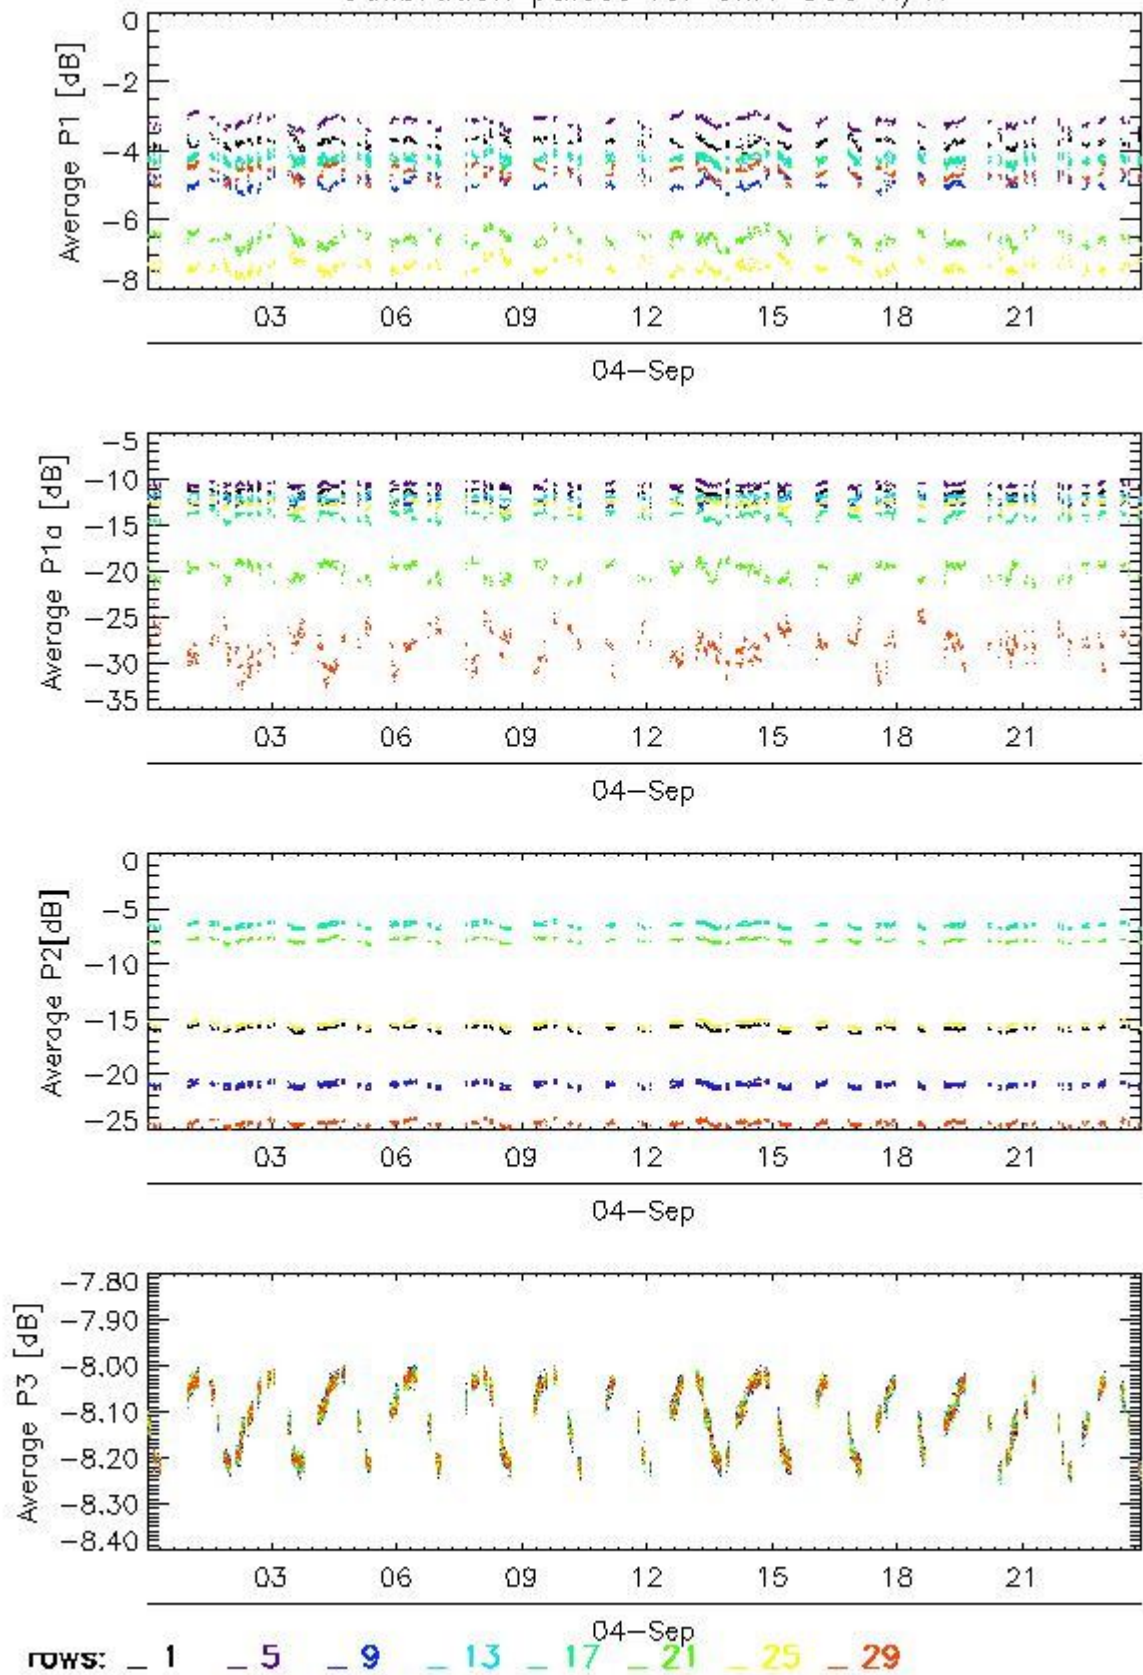 Average P1 [dB]
0
−2
−4
−6
−8
03 06 09 12 15 18 21
04−Sep
Average P1a [dB]
−5
−10
−15
−20
−25
−30
−35
03 06 09 12 15 18 21
04−Sep
Average P2[dB]
0
−5
−10
−15
−20
−25
03 06 09 12 15 18 21
04−Sep
Average P3 [dB]
−7.80
−7.90
−8.00
−8.10
−8.20
−8.30
−8.40
03 06 09 12 15 18 21
04−Sep
rows: _ 1 _ 5 _ 9 _ 13 _ 17 _ 21 _ 25 _ 29